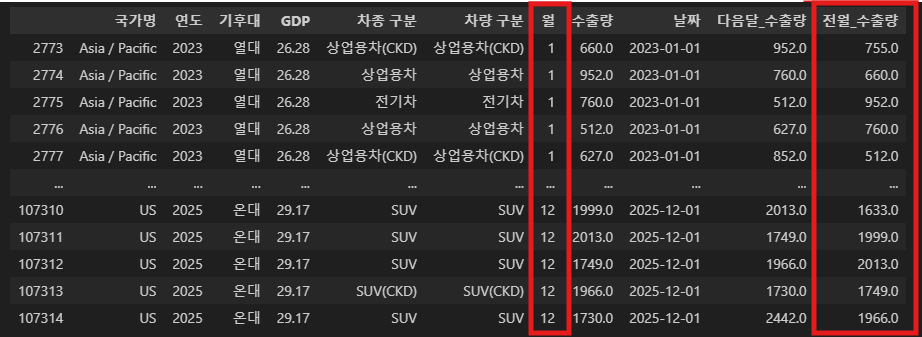 국가명 연도 기후대 GDP 차종 구분 차량 구분 월 수출량 날짜 다음달_수출량 전월_수출량
2773 Asia / Pacific 2023 열대 26.28 상업용차(CKD) 상업용차(CKD) 1 660.0 2023-01-01 952.0 755.0
2774 Asia / Pacific 2023 열대 26.28 상업용차 상업용차 1 952.0 2023-01-01 760.0 660.0
2775 Asia / Pacific 2023 열대 26.28 전기차 전기차 1 760.0 2023-01-01 512.0 952.0
2776 Asia / Pacific 2023 열대 26.28 상업용차 상업용차 1 512.0 2023-01-01 627.0 760.0
2777 Asia / Pacific 2023 열대 26.28 상업용차(CKD) 상업용차(CKD) 1 627.0 2023-01-01 852.0 512.0
... ... ... ... ... ... ... ... ... ... ... ...
107310 US 2025 온대 29.17 SUV SUV 12 1999.0 2025-12-01 2013.0 1633.0
107311 US 2025 온대 29.17 SUV SUV 12 2013.0 2025-12-01 1749.0 1999.0
107312 US 2025 온대 29.17 SUV SUV 12 1749.0 2025-12-01 1966.0 2013.0
107313 US 2025 온대 29.17 SUV(CKD) SUV(CKD) 12 1966.0 2025-12-01 1730.0 1749.0
107314 US 2025 온대 29.17 SUV SUV 12 1730.0 2025-12-01 2442.0 1966.0